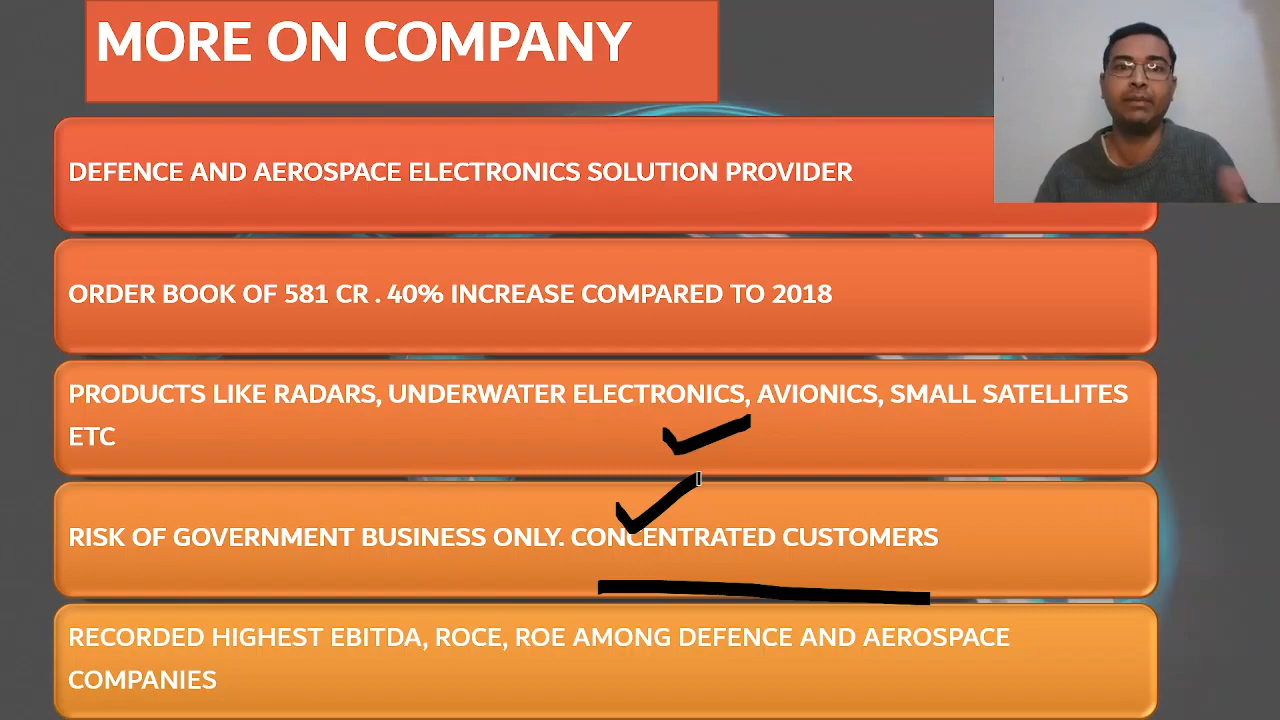 MORE ON COMPANY
DEFENCE AND AEROSPACE ELECTRONICS SOLUTION PROVIDER
ORDER BOOK OF 581 CR . 40% INCREASE COMPARED TO 2018
PRODUCTS LIKE RADARS, UNDERWATER ELECTRONICS, AVIONICS, SMALL SATELLITES
ETC
RISK OF GOVERNMENT BUSINESS ONLY. CONCENTRATED CUSTOMERS
RECORDED HIGHEST EBITDA, ROCE, ROE AMONG DEFENCE AND AEROSPACE
COMPANIES